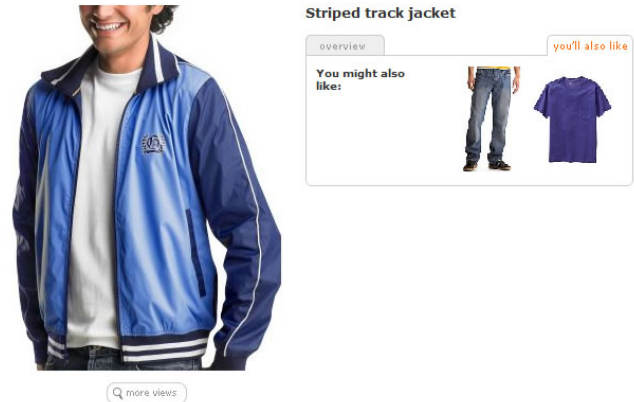 Striped track jacket
overview
you'll also like
You might also
like:
more views